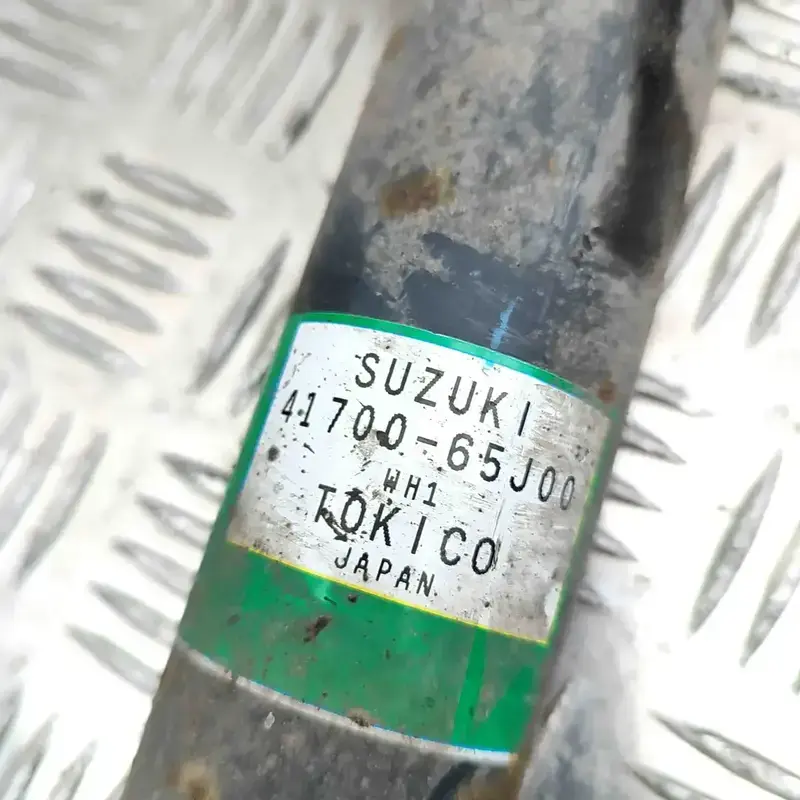 SUZUKI
41700-65J00
WH1
TOKICO
JAPAN